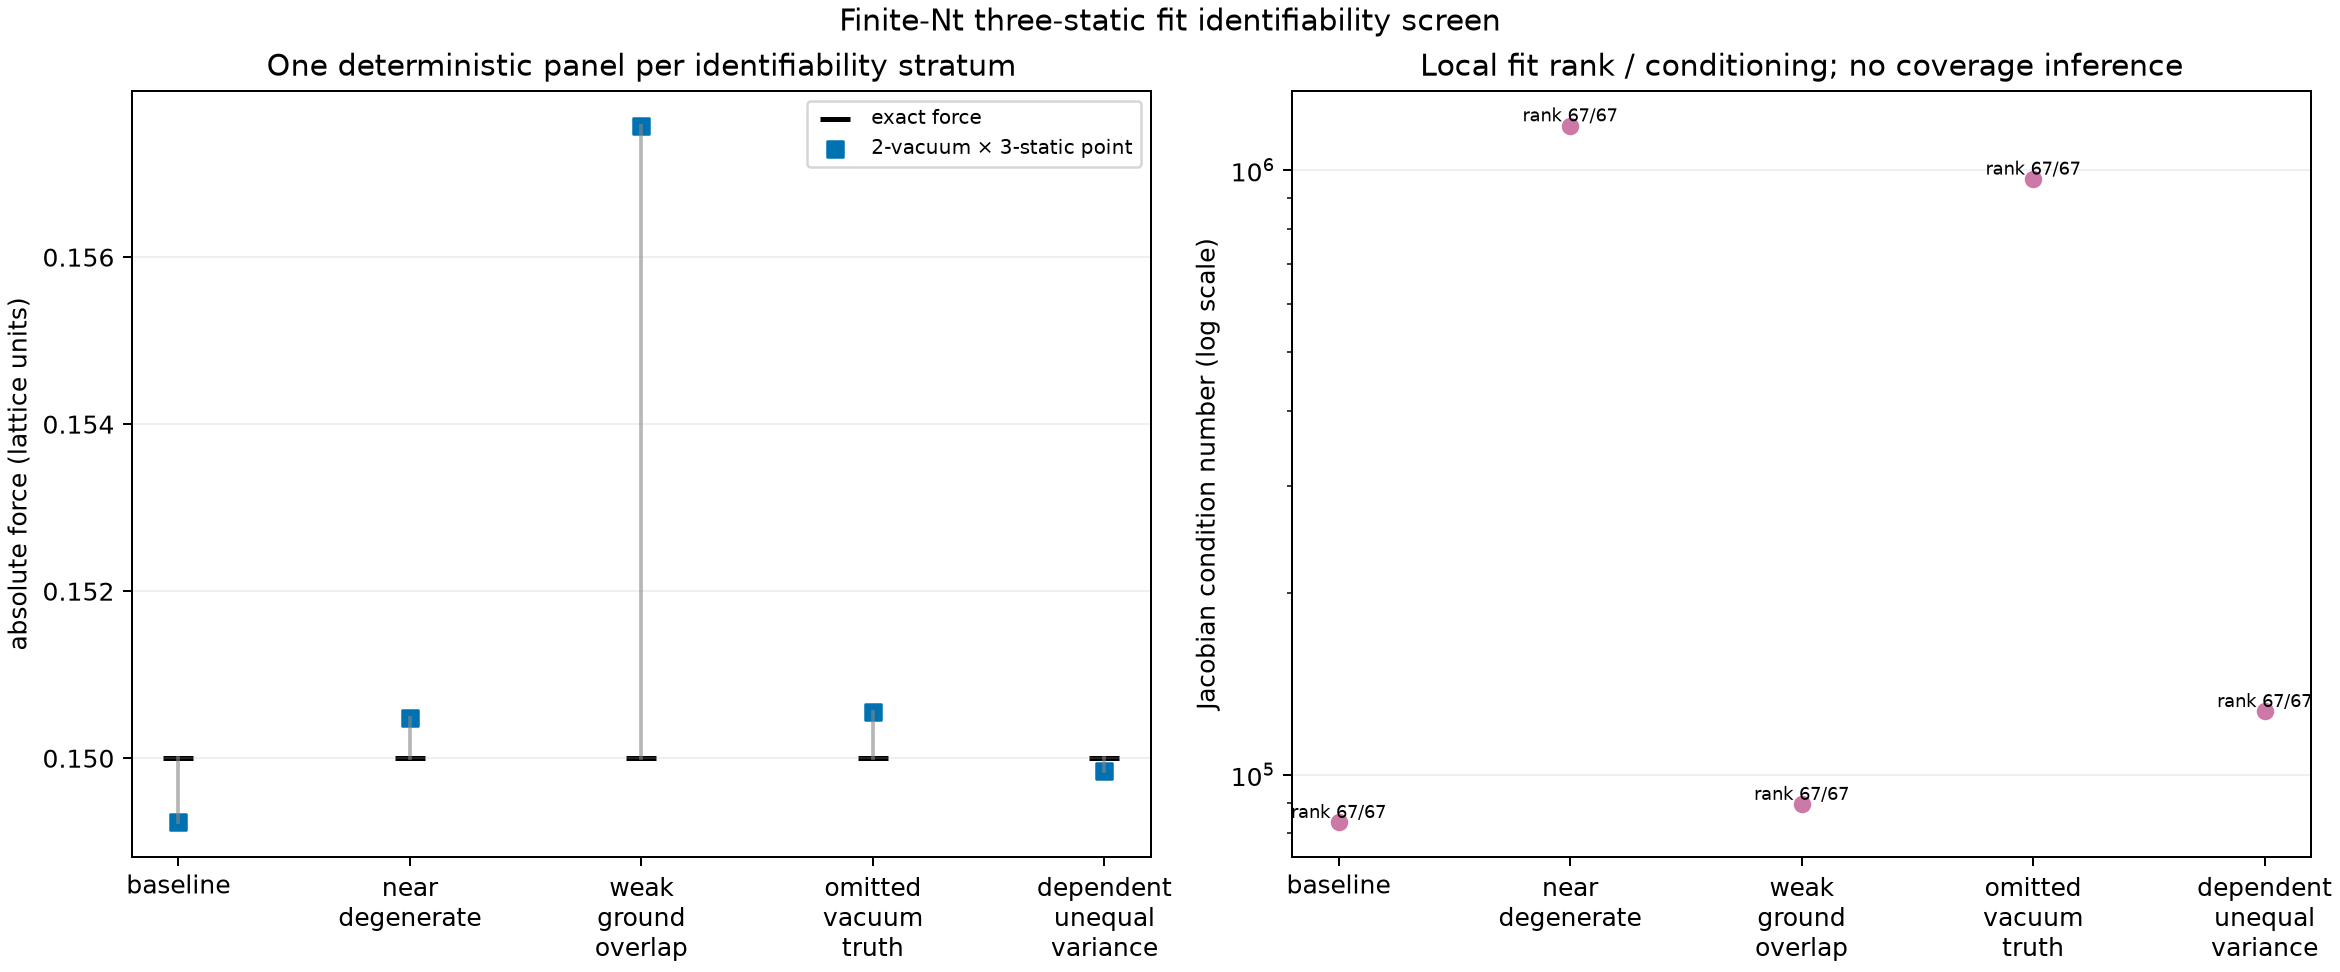 Finite-Nt three-static fit identifiability screen
One deterministic panel per identifiability stratum
absolute force (lattice units)
0.156
0.154
0.152
0.150
exact force
2-vacuum × 3-static point
baseline
near
degenerate
weak
ground
overlap
omitted
vacuum
truth
dependent
unequal
variance
Local fit rank / conditioning; no coverage inference
Jacobian condition number (log scale)
10⁶
10⁵
rank 67/67
rank 67/67
rank 67/67
rank 67/67
rank 67/67
baseline
near
degenerate
weak
ground
overlap
omitted
vacuum
truth
dependent
unequal
variance